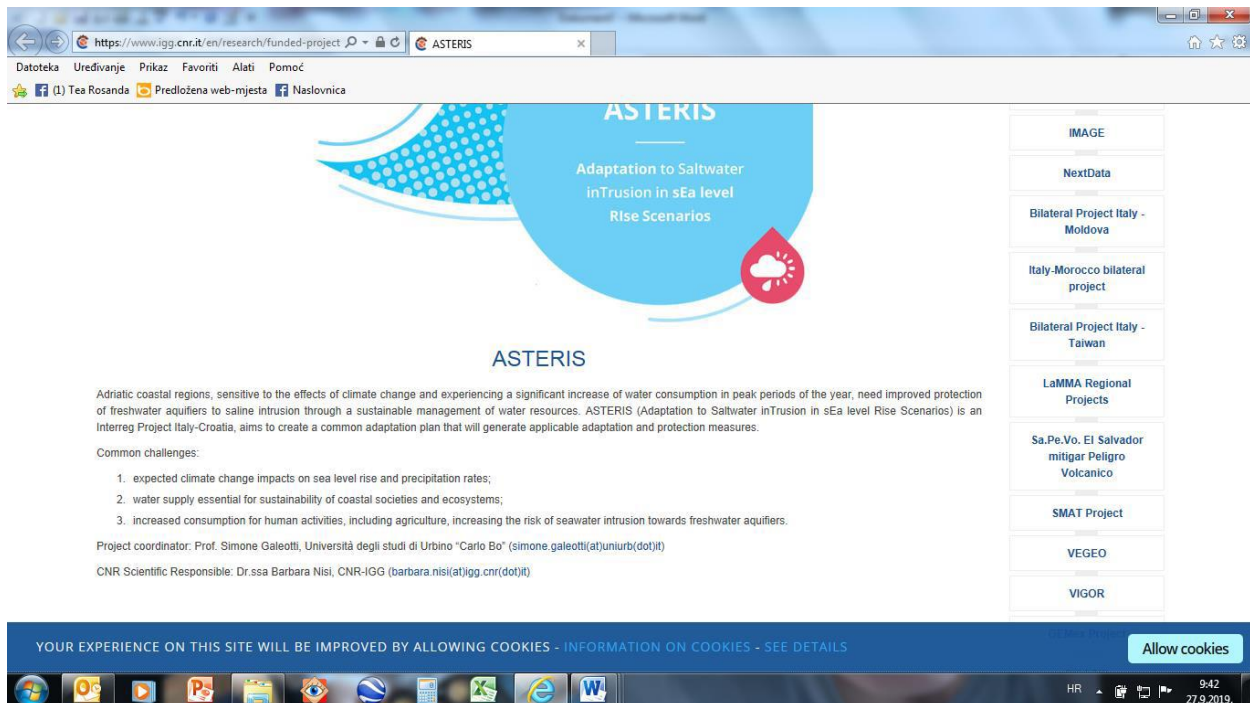 Document1 - Microsoft Word
https://www.igg.cnr.it/en/research/funded-project
ASTERIS
Datoteka Uređivanje Prikaz Favoriti Alati Pomoć
(1) Tea Rosanda Predložena web-mjesta Naslovnica
ASTERIS
Adaptation to Saltwater
inTrusion in sEa level
RIse Scenarios
ASTERIS
Adriatic coastal regions, sensitive to the effects of climate change and experiencing a significant increase of water consumption in peak periods of the year, need improved protection
of freshwater aquifiers to saline intrusion through a sustainable management of water resources. ASTERIS (Adaptation to Saltwater inTrusion in sEa level Rise Scenarios) is an
Interreg Project Italy-Croatia, aims to create a common adaptation plan that will generate applicable adaptation and protection measures.
Common challenges:
1. expected climate change impacts on sea level rise and precipitation rates;
2. water supply essential for sustainability of coastal societies and ecosystems;
3. increased consumption for human activities, including agriculture, increasing the risk of seawater intrusion towards freshwater aquifiers.
Project coordinator: Prof. Simone Galeotti, Università degli studi di Urbino “Carlo Bo” (simone.galeotti(at)uniurb(dot)it)
CNR Scientific Responsible: Dr.ssa Barbara Nisi, CNR-IGG (barbara.nisi(at)igg.cnr(dot)it)
IMAGE
NextData
Bilateral Project Italy -
Moldova
Italy-Morocco bilateral
project
Bilateral Project Italy -
Taiwan
LaMMA Regional
Projects
Sa.Pe.Vo. El Salvador
mitigar Peligro
Volcanico
SMAT Project
VEGEO
VIGOR
YOUR EXPERIENCE ON THIS SITE WILL BE IMPROVED BY ALLOWING COOKIES - INFORMATION ON COOKIES - SEE DETAILS
Allow cookies
HR
9:42
27.9.2019.